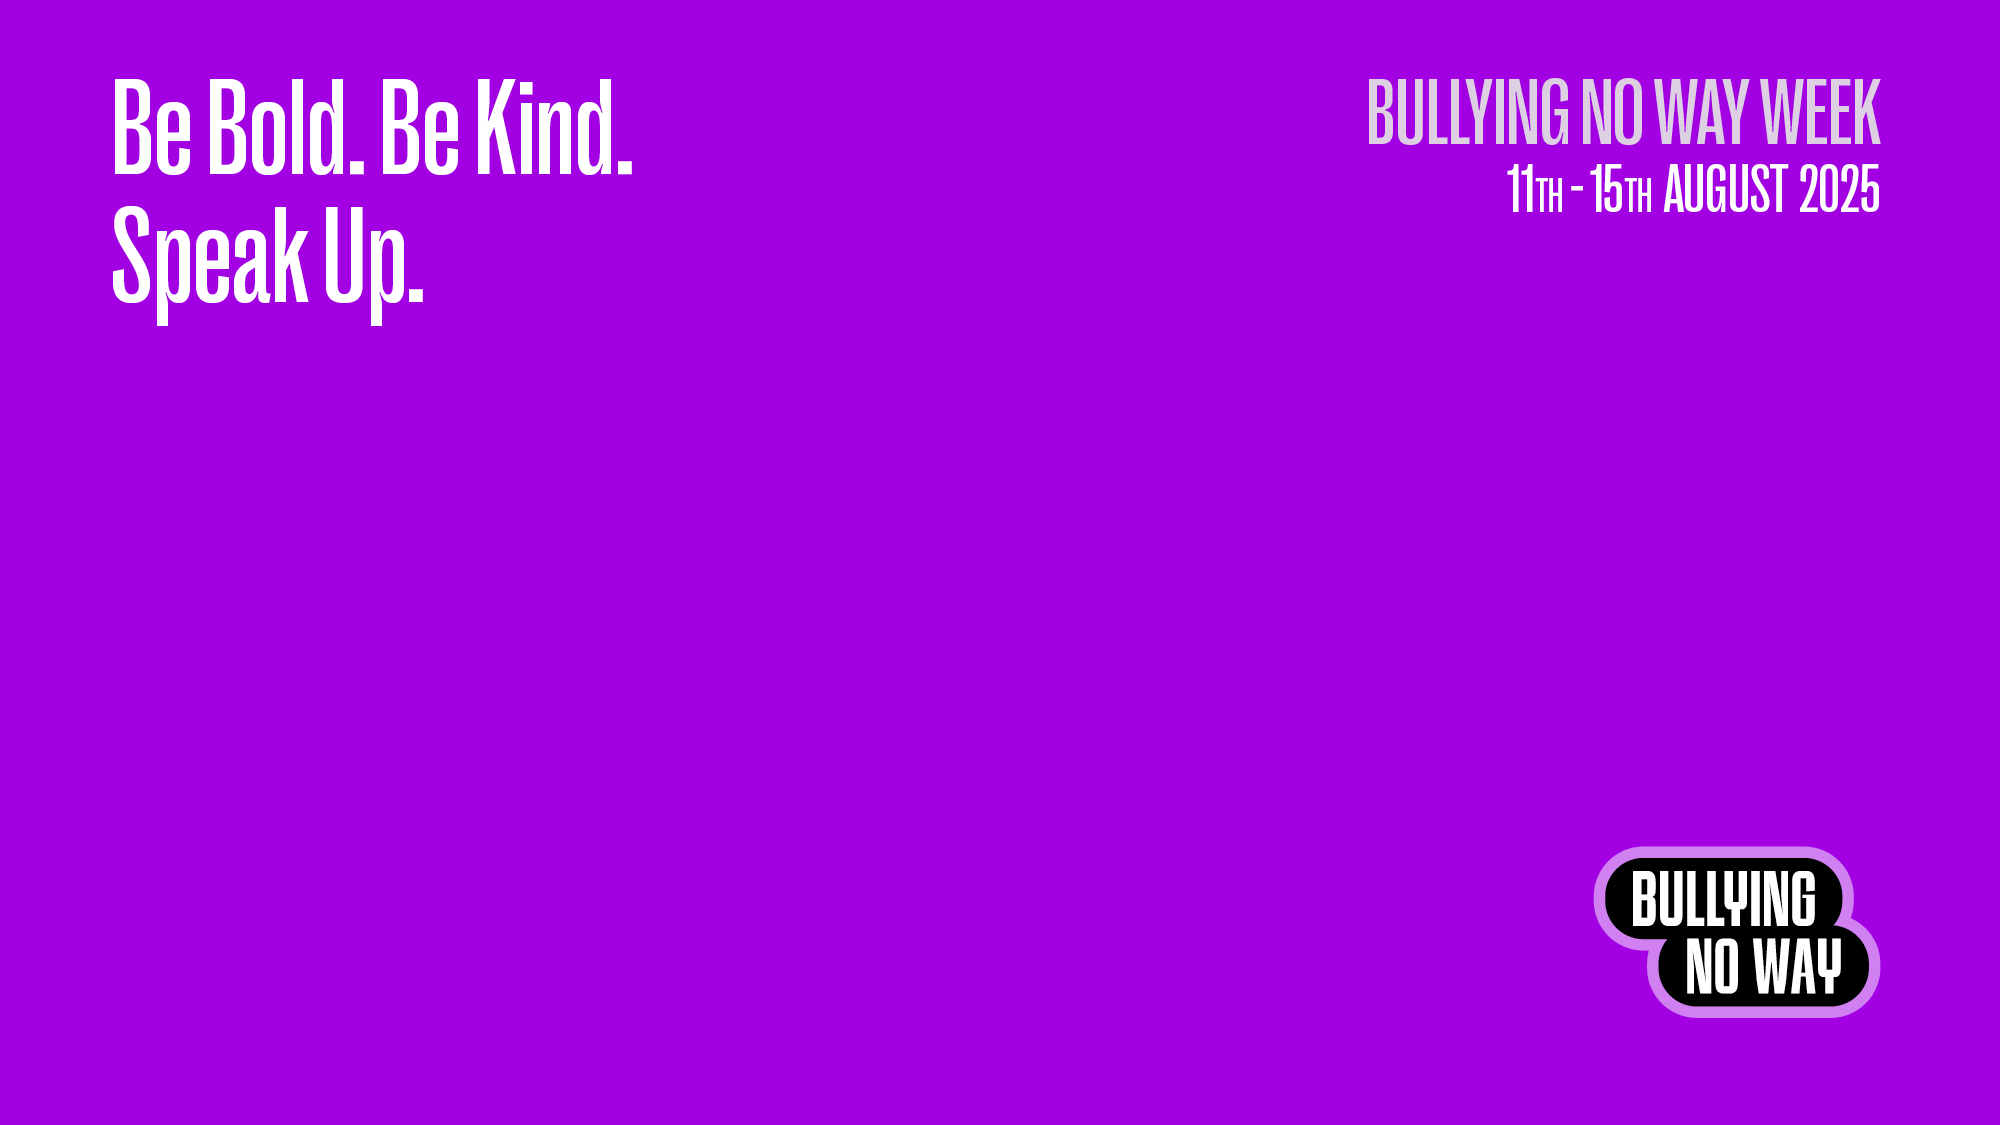 Be Bold. Be Kind.
Speak Up.
BULLYING NO WAY WEEK
11TH - 15TH AUGUST 2025
BULLYING
NO WAY